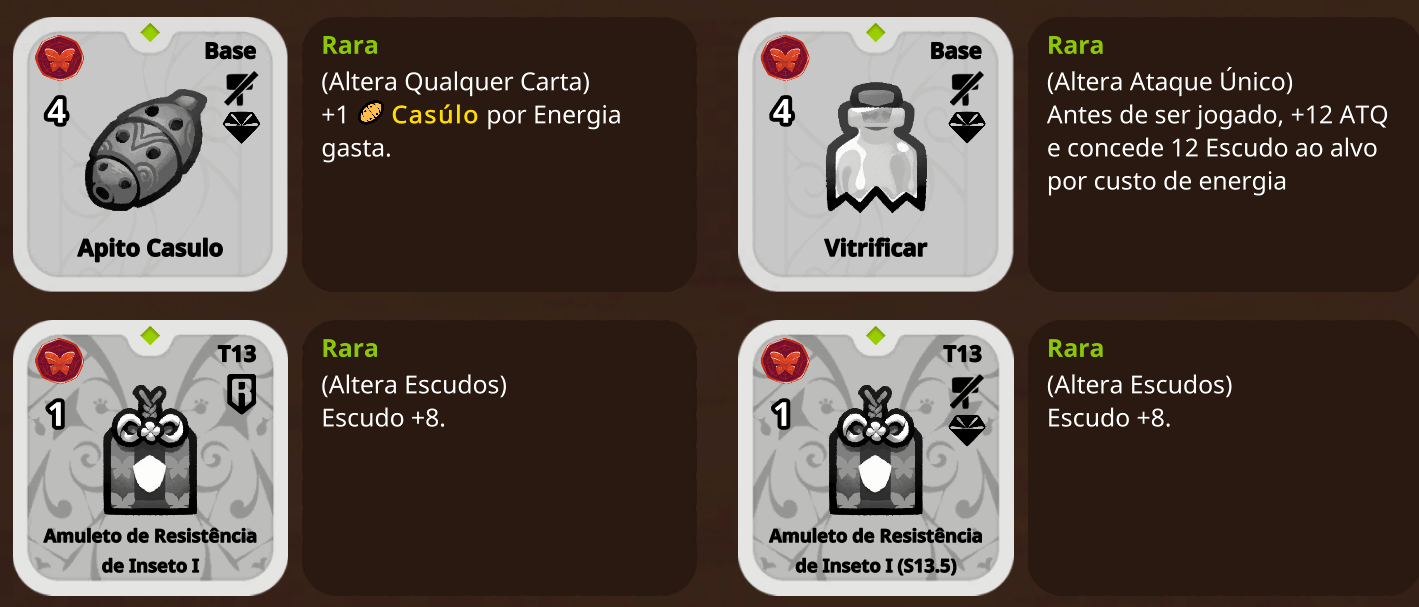 Base
4
Apito Casulo
Rara
(Altera Qualquer Carta)
+1 Casúlo por Energia
gasta.
Base
4
Vitrificar
Rara
(Altera Ataque Único)
Antes de ser jogado, +12 ATQ
e concede 12 Escudo ao alvo
por custo de energia
T13
R
1
Amuleto de Resistência
de Inseto I
Rara
(Altera Escudos)
Escudo +8.
T13
1
Amuleto de Resistência
de Inseto I (S13.5)
Rara
(Altera Escudos)
Escudo +8.